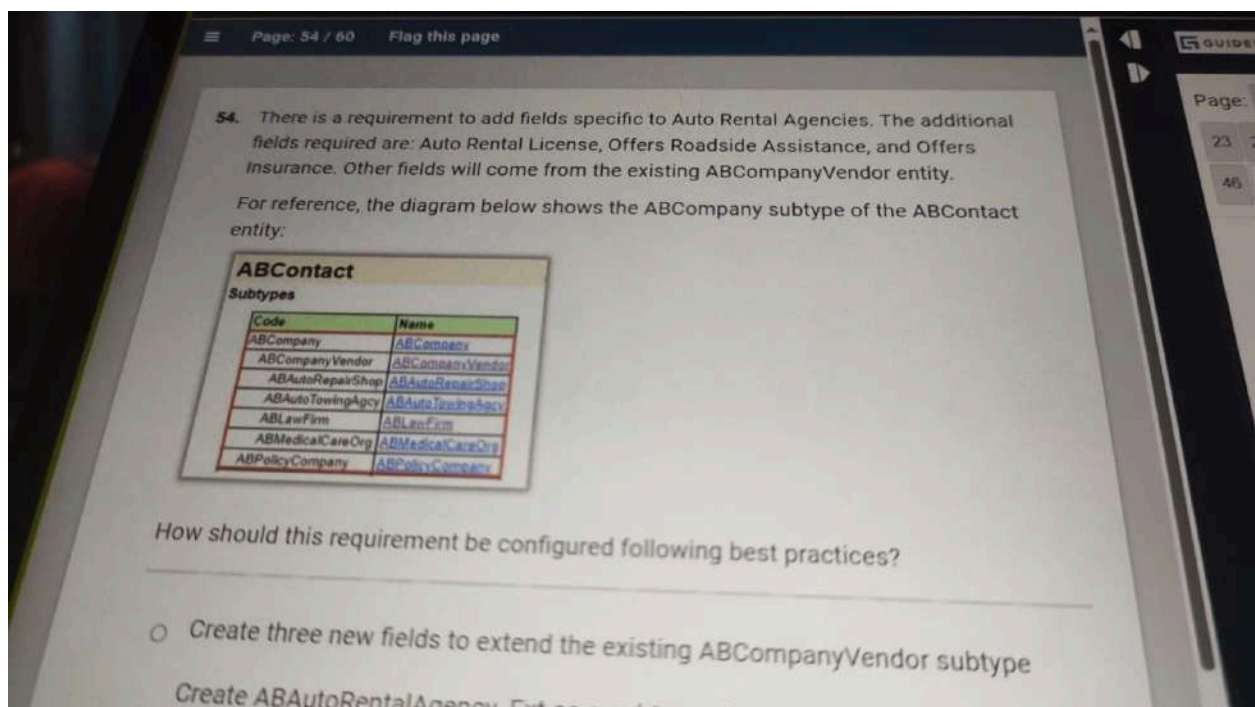 Page: 54 / 60 Flag this page
GUIDE
Page:
23
46
54. There is a requirement to add fields specific to Auto Rental Agencies. The additional
fields required are: Auto Rental License, Offers Roadside Assistance, and Offers
Insurance. Other fields will come from the existing ABCompanyVendor entity.
For reference, the diagram below shows the ABCompany subtype of the ABContact
entity:
ABContact
Subtypes
Code Name
ABCompany ABCompany
ABCompanyVendor ABCompanyVendor
ABAutoRepairShop ABAutoRepairShop
ABAutoTowingAgcy ABAutoTowingAgcy
ABLawFirm ABLawFirm
ABMedicalCareOrg ABMedicalCareOrg
ABPolicyCompany ABPolicyCompany
How should this requirement be configured following best practices?
Create three new fields to extend the existing ABCompanyVendor subtype
Create ABAutoRentalAgency